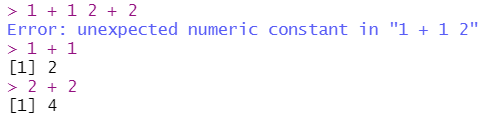 > 1 + 1 2 + 2
Error: unexpected numeric constant in "1 + 1 2"
> 1 + 1
[1] 2
> 2 + 2
[1] 4